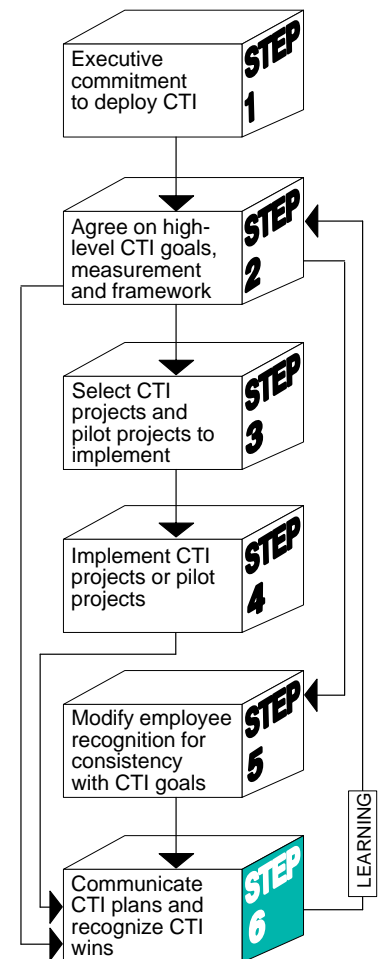 Executive
commitment
to deploy CTI
STEP
1
Agree on high-
level CTI goals,
measurement
and framework
STEP
2
Select CTI
projects and
pilot projects to
implement
STEP
3
Implement CTI
projects or pilot
projects
STEP
4
Modify employee
recognition for
consistency
with CTI goals
STEP
5
Communicate
CTI plans and
recognize CTI
wins
STEP
6
LEARNING